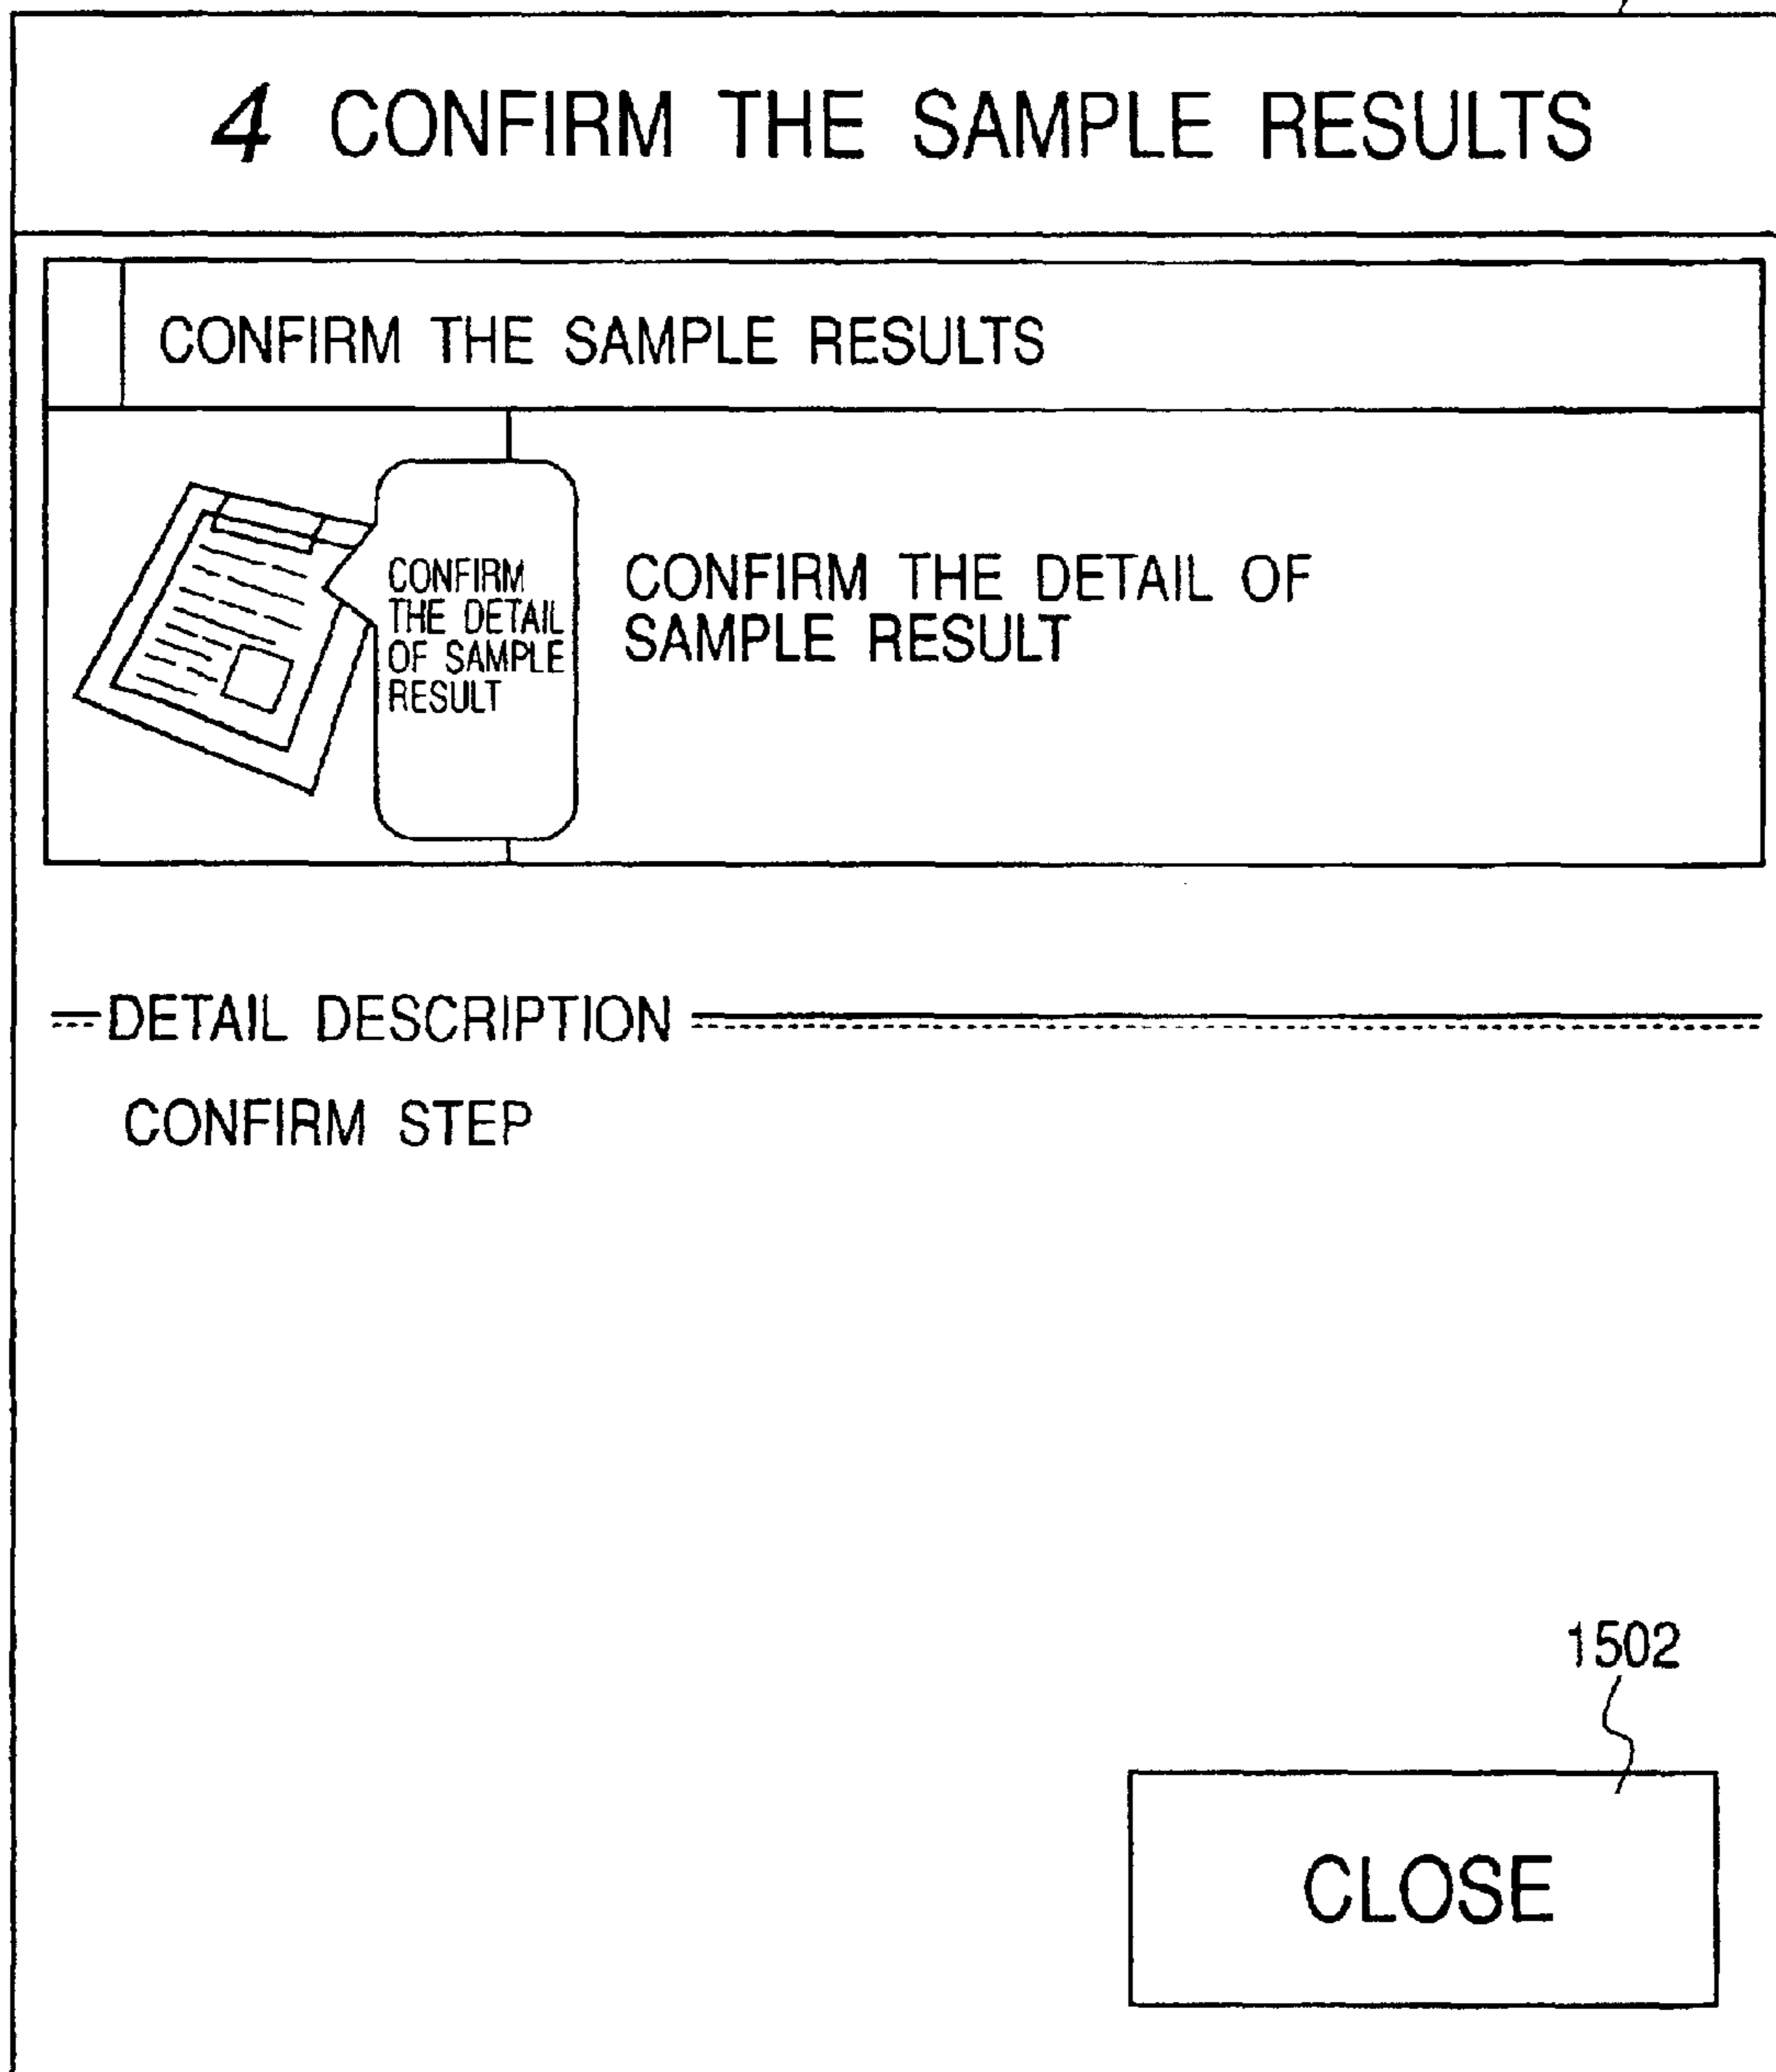 4 CONFIRM THE SAMPLE RESULTS
CONFIRM THE SAMPLE RESULTS
CONFIRM
THE DETAIL
OF SAMPLE
RESULT
CONFIRM THE DETAIL OF
SAMPLE RESULT
DETAIL DESCRIPTION
CONFIRM STEP
1502
CLOSE